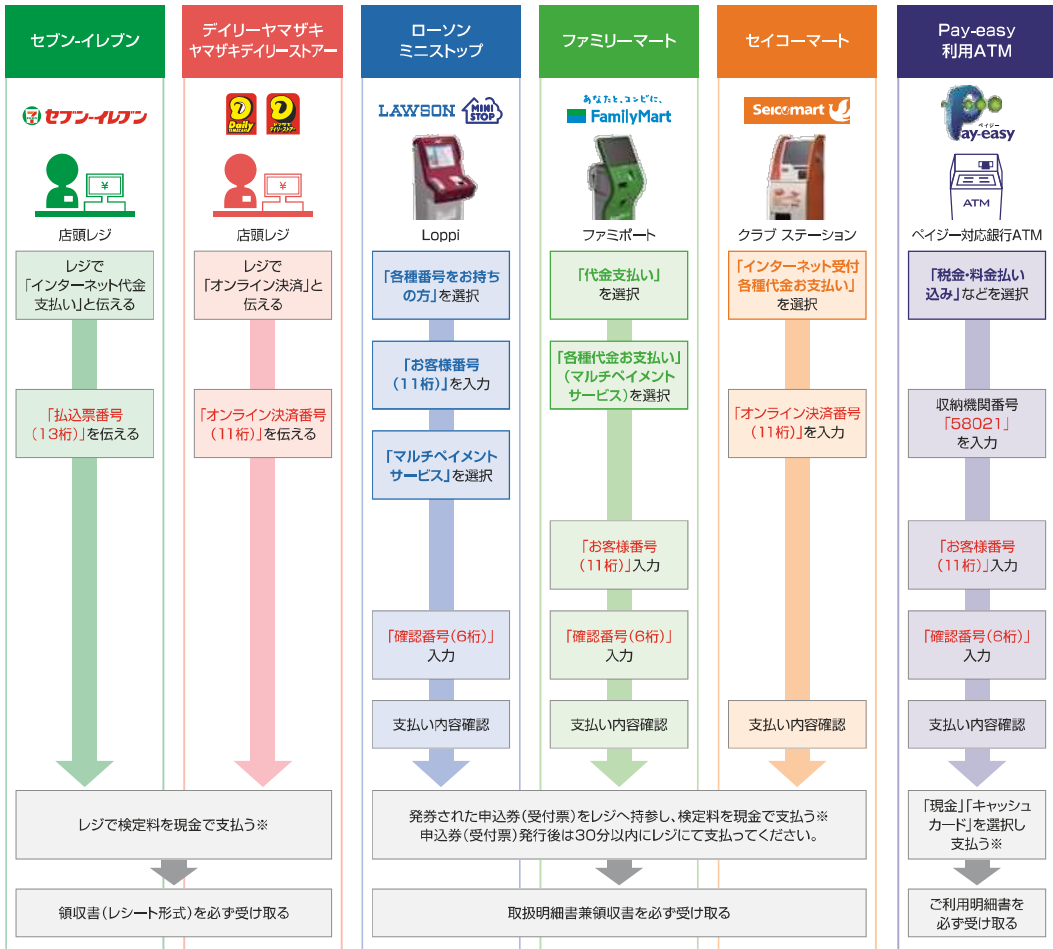 セブン-イレブン
セブン-イレブン
店頭レジ
レジで
「インターネット代金
支払い」と伝える
「払込票番号
(13桁)」を伝える
デイリーヤマザキ
ヤマザキデイリーストアー
Daily
YAMAZAKI
ヤマザキ
デイリーストアー
店頭レジ
レジで
「オンライン決済」と
伝える
「オンライン決済番号
(11桁)」を伝える
ローソン
ミニストップ
LAWSON
MINI
STOP
Loppi
「各種番号をお持ち
の方」を選択
「お客様番号
(11桁)」を入力
「マルチペイメント
サービス」を選択
「確認番号(6桁)」
入力
支払い内容確認
ファミリーマート
あなたと、コンビに、
FamilyMart
ファミポート
「代金支払い」
を選択
「各種代金お支払い」
(マルチペイメント
サービス)を選択
「お客様番号
(11桁)」入力
「確認番号(6桁)」
入力
支払い内容確認
セイコーマート
Seicomart
クラブ ステーション
「インターネット受付
各種代金お支払い」
を選択
「オンライン決済番号
(11桁)」を入力
支払い内容確認
Pay-easy
利用ATM
ペイジー
Pay-easy
ATM
ペイジー対応銀行ATM
「税金・料金払い
込み」などを選択
収納機関番号
「58021」
を入力
「お客様番号
(11桁)」入力
「確認番号(6桁)」
入力
支払い内容確認
レジで検定料を現金で支払う※
発券された申込券(受付票)をレジへ持参し、検定料を現金で支払う※
申込券(受付票)発行後は30分以内にレジにて支払ってください。
「現金」「キャッシュ
カード」を選択し
支払う※
領収書(レシート形式)を必ず受け取る
取扱明細書兼領収書を必ず受け取る
ご利用明細書を
必ず受け取る